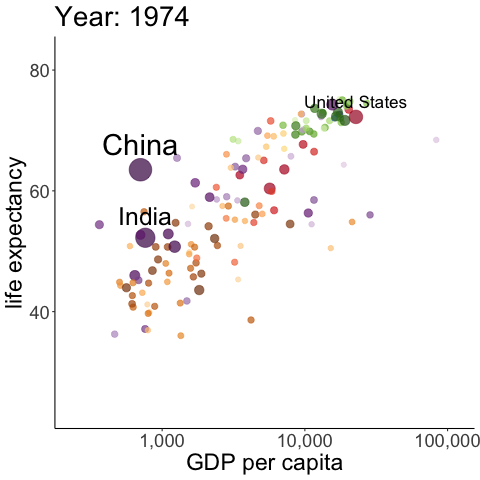 Year: 1974
80
United States
China
60
India
40
life expectancy
1,000
10,000
100,000
GDP per capita